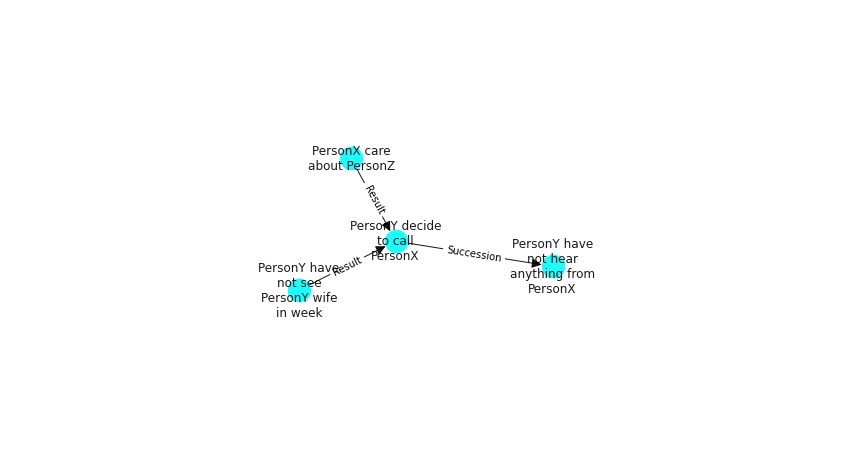 PersonX care
about PersonZ
Result
PersonY decide
to call
PersonX
Succession
PersonY have
not hear
anything from
PersonX
Result
PersonY have
not see
PersonY wife
in week